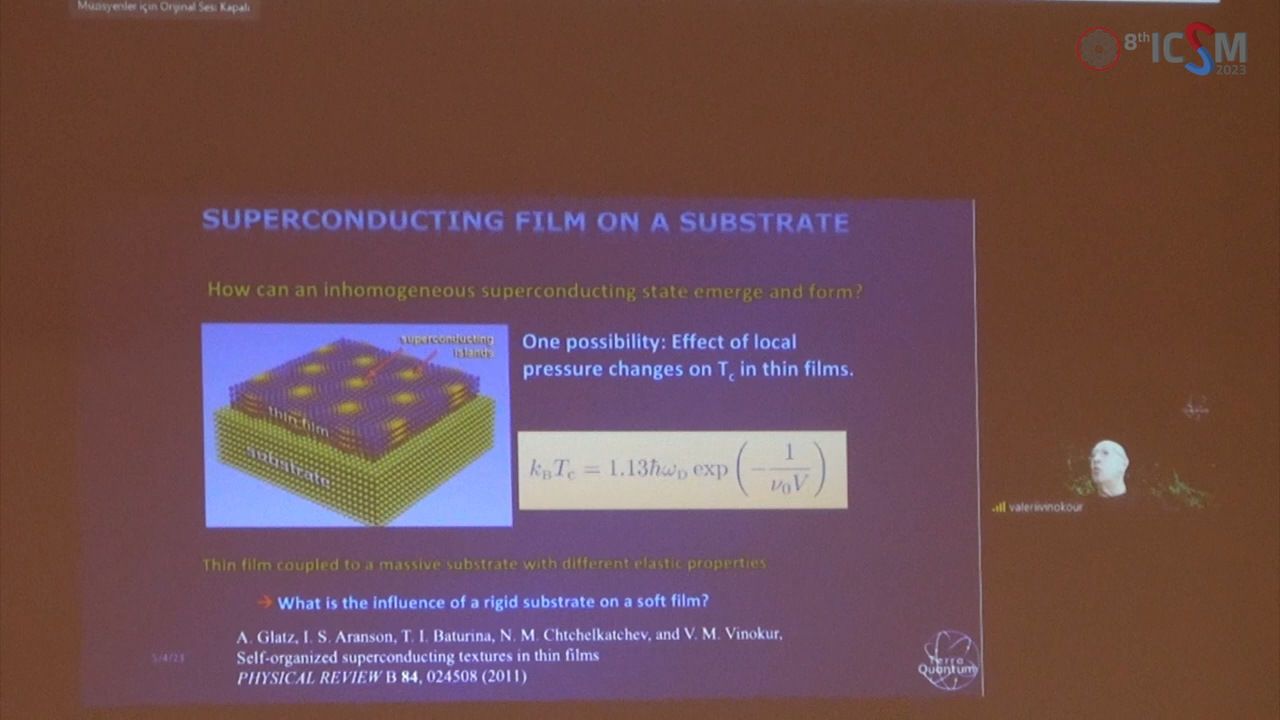 Müzisyenler için Orijinal Ses: Kapalı
8th ICSM
2023
SUPERCONDUCTING FILM ON A SUBSTRATE
How can an inhomogeneous superconducting state emerge and form?
superconducting
islands
thin film
substrate
One possibility: Effect of local
pressure changes on Tc in thin films.
kBTc = 1.13ħωD exp (−1/ν0V)
valeriivinokour
Thin film coupled to a massive substrate with different elastic properties
→ What is the influence of a rigid substrate on a soft film?
A. Glatz, I. S. Aranson, T. I. Baturina, N. M. Chtchelkatchev, and V. M. Vinokur,
Self-organized superconducting textures in thin films
PHYSICAL REVIEW B 84, 024508 (2011)
5/4/23
Terra
Quantum